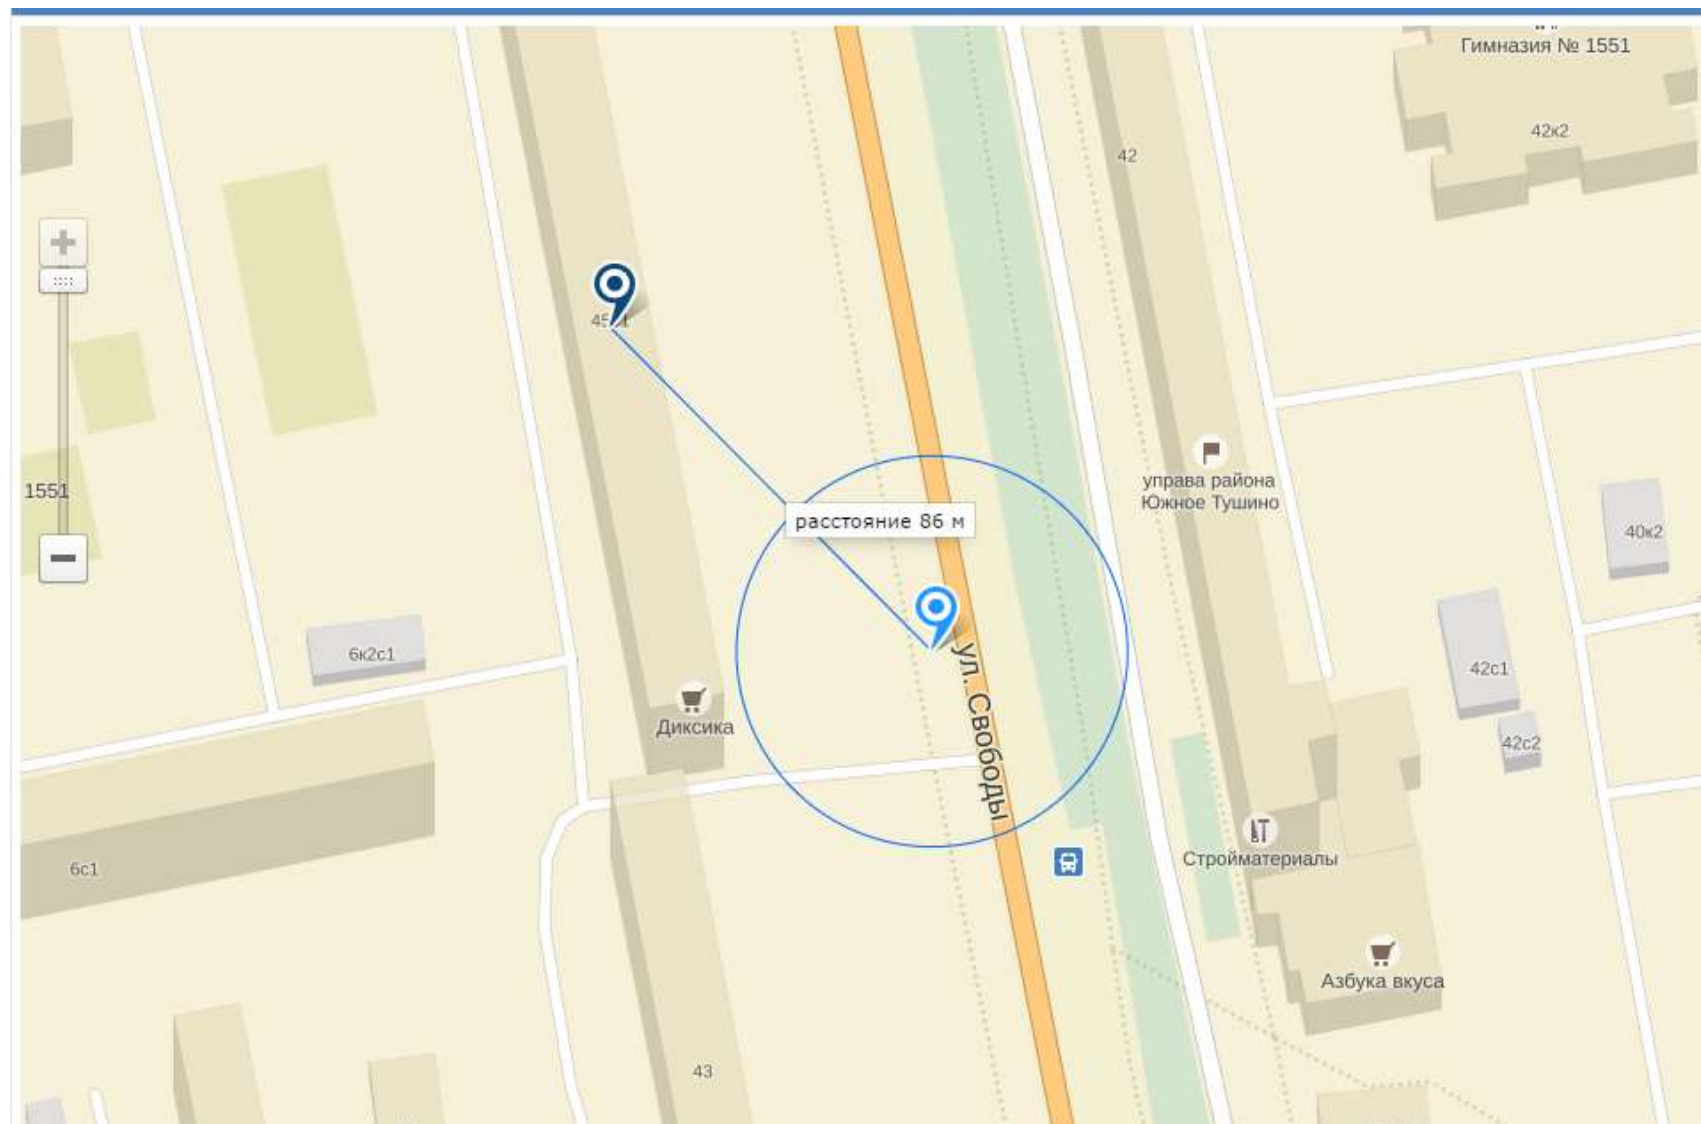 Гимназия № 1551
42к2
42
управа района
Южное Тушино
1551
расстояние 86 м
40к2
6к2с1
42с1
Диксика
42с2
ул. Свободы
Стройматериалы
6с1
Азбука вкуса
43